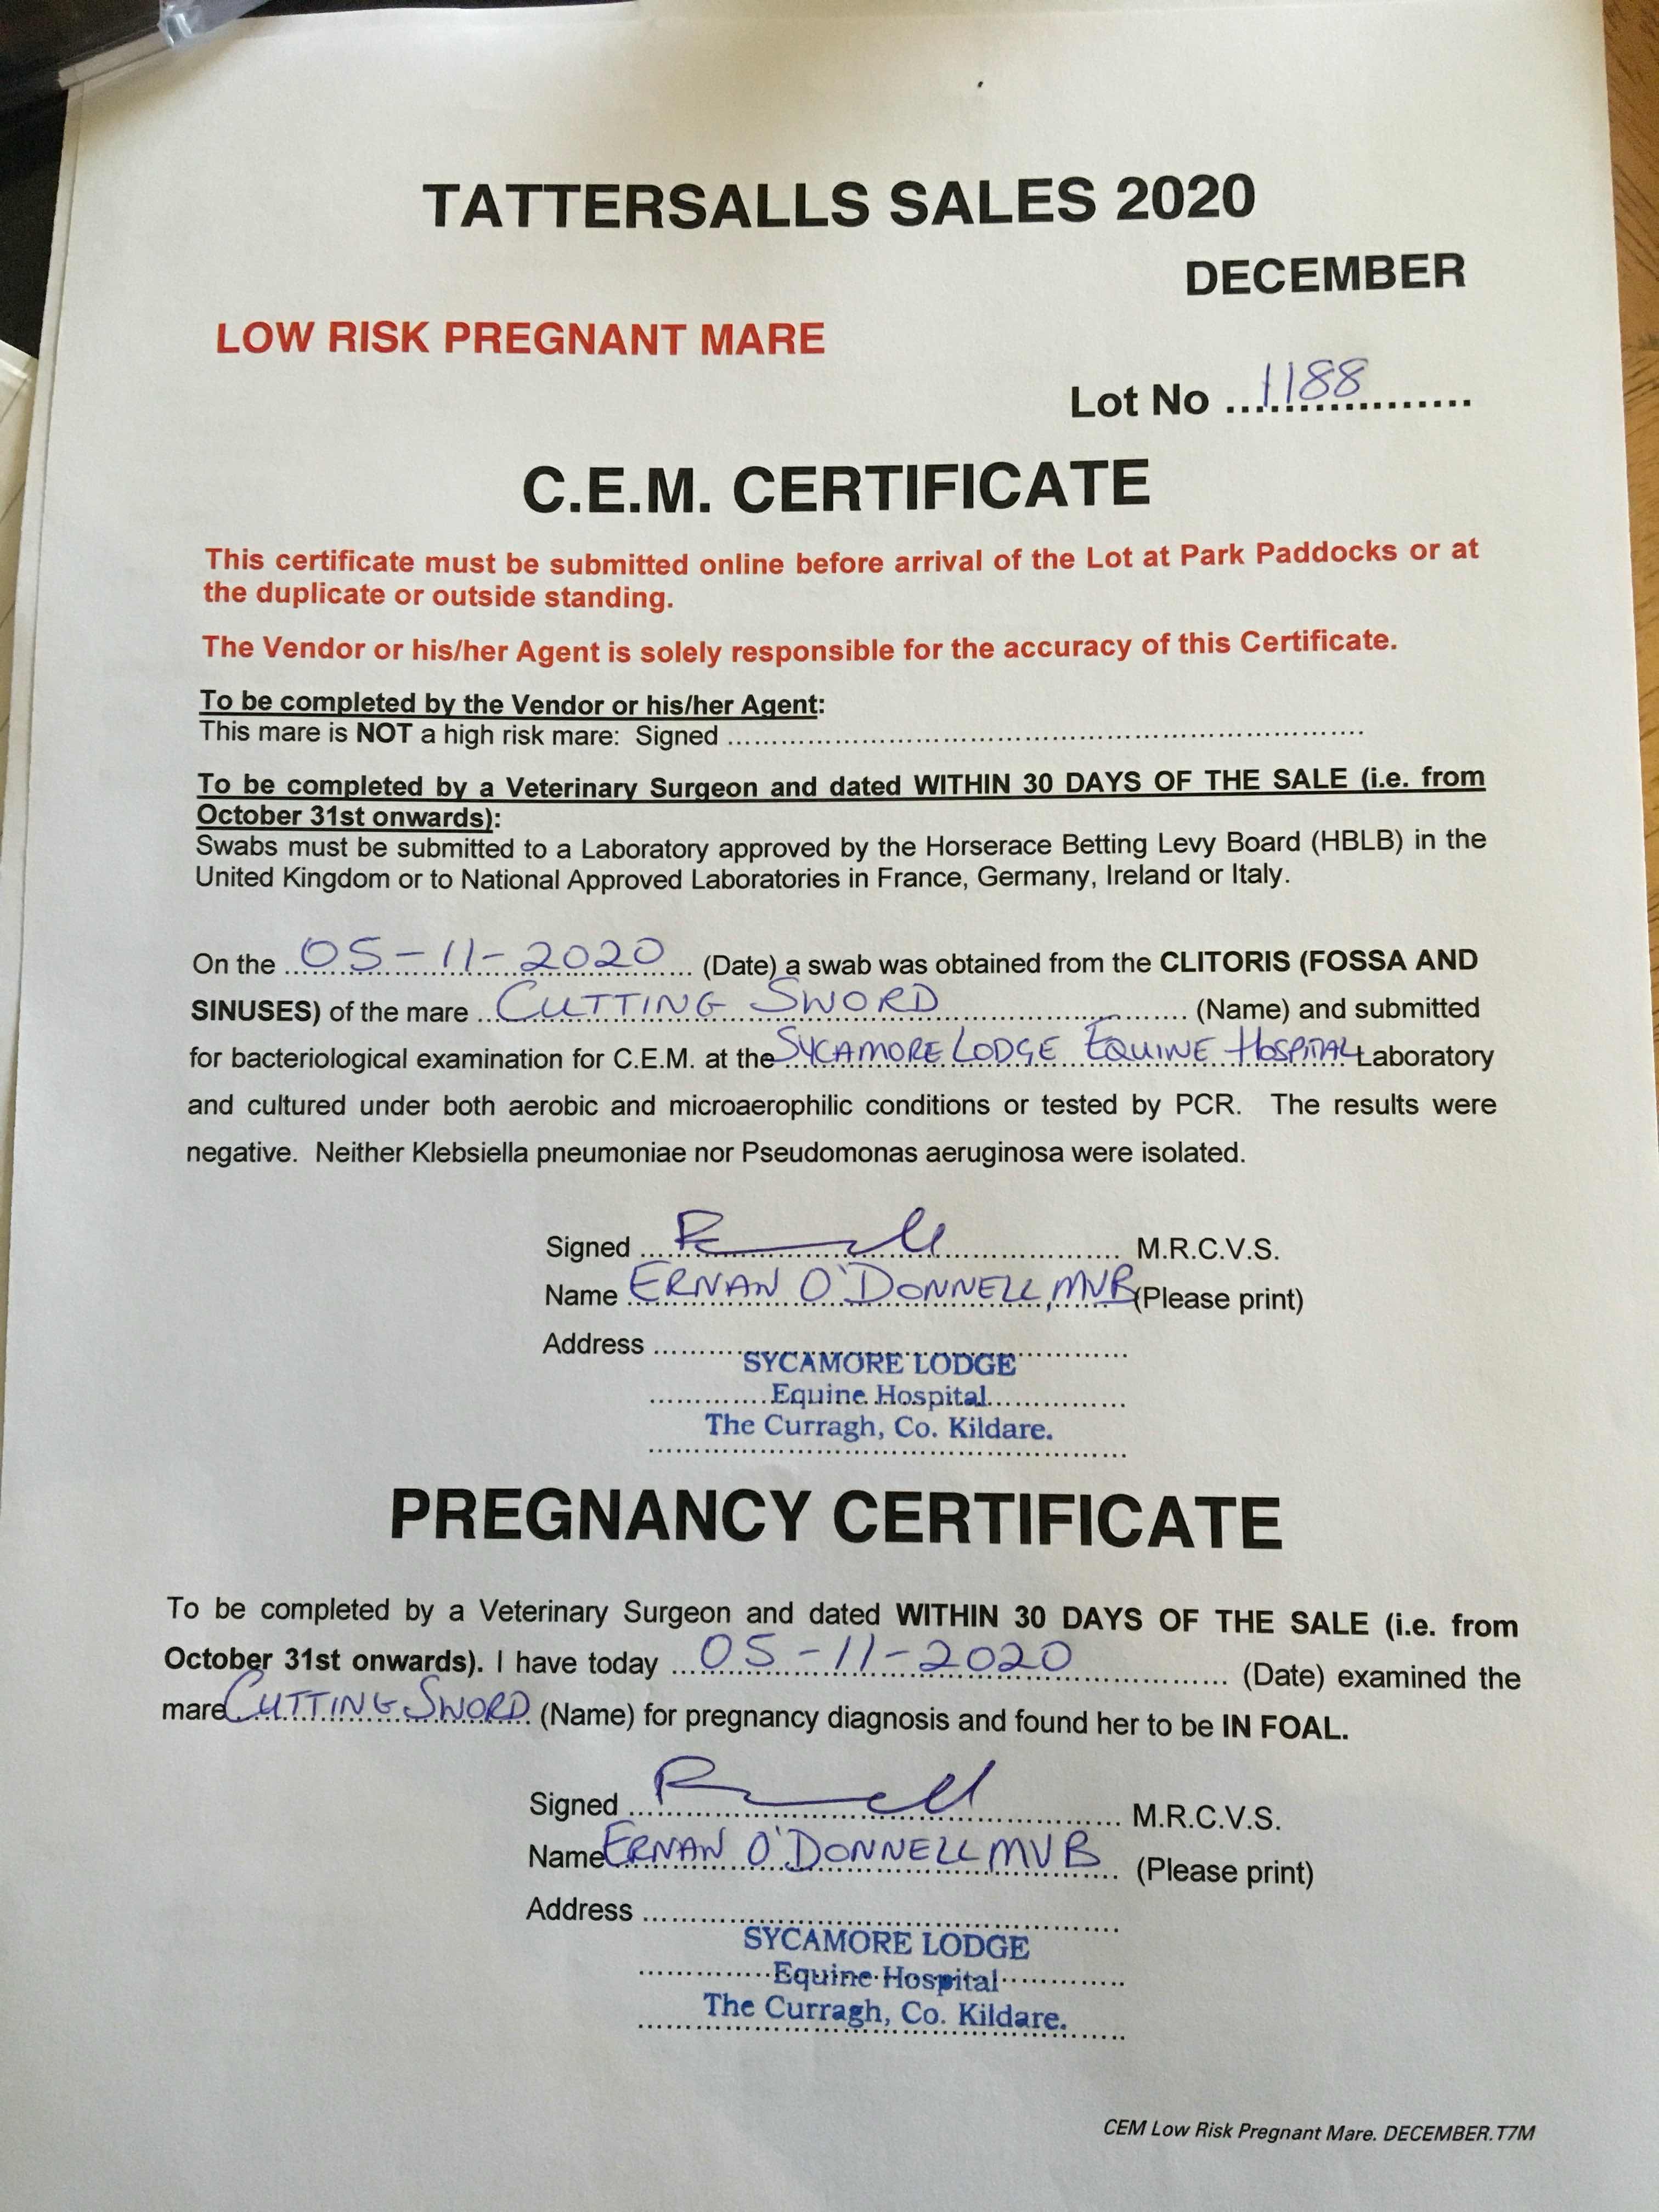 TATTERSALLS SALES 2020
DECEMBER
LOW RISK PREGNANT MARE
Lot No ....1188....
C.E.M. CERTIFICATE
This certificate must be submitted online before arrival of the Lot at Park Paddocks or at
the duplicate or outside standing.
The Vendor or his/her Agent is solely responsible for the accuracy of this Certificate.
To be completed by the Vendor or his/her Agent:
This mare is NOT a high risk mare: Signed ....................
To be completed by a Veterinary Surgeon and dated WITHIN 30 DAYS OF THE SALE (i.e. from
October 31st onwards):
Swabs must be submitted to a Laboratory approved by the Horserace Betting Levy Board (HBLB) in the
United Kingdom or to National Approved Laboratories in France, Germany, Ireland or Italy.
On the 05-11-2020 (Date) a swab was obtained from the CLITORIS (FOSSA AND
SINUSES) of the mare CUTTING SWORD (Name) and submitted
for bacteriological examination for C.E.M. at the SYCAMORE LODGE EQUINE HOSPITAL Laboratory
and cultured under both aerobic and microaerophilic conditions or tested by PCR. The results were
negative. Neither Klebsiella pneumoniae nor Pseudomonas aeruginosa were isolated.
Signed M.R.C.V.S.
Name ERNAN O'DONNELL, MVB (Please print)
Address
SYCAMORE LODGE
Equine Hospital
The Curragh, Co. Kildare.
PREGNANCY CERTIFICATE
To be completed by a Veterinary Surgeon and dated WITHIN 30 DAYS OF THE SALE (i.e. from
October 31st onwards). I have today 05-11-2020 (Date) examined the
mare CUTTING SWORD (Name) for pregnancy diagnosis and found her to be IN FOAL.
Signed M.R.C.V.S.
Name ERNAN O'DONNELL MVB (Please print)
Address
SYCAMORE LODGE
Equine Hospital
The Curragh, Co. Kildare.
CEM Low Risk Pregnant Mare. DECEMBER.T7M